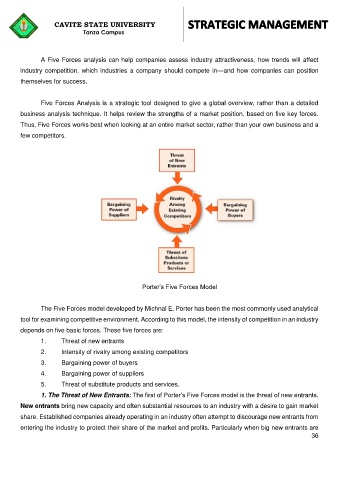 CAVITE STATE UNIVERSITY
Tanza Campus
STRATEGIC MANAGEMENT
A Five Forces analysis can help companies assess industry attractiveness, how trends will affect
industry competition, which industries a company should compete in—and how companies can position
themselves for success.
Five Forces Analysis is a strategic tool designed to give a global overview, rather than a detailed
business analysis technique. It helps review the strengths of a market position, based on five key forces.
Thus, Five Forces works best when looking at an entire market sector, rather than your own business and a
few competitors.
Threat
of New
Entrants
Bargaining
Power of
Suppliers
Rivalry
Among
Existing
Competitors
Bargaining
Power of
Buyers
Threat of
Substitute
Products or
Services
Porter's Five Forces Model
The Five Forces model developed by Michnal E. Porter has been the most commonly used analytical
tool for examining competitive environment. According to this model, the intensity of competition in an industry
depends on five basic forces. These five forces are:
1. Threat of new entrants
2. Intensity of rivalry among existing competitors
3. Bargaining power of buyers
4. Bargaining power of suppliers
5. Threat of substitute products and services.
1. The Threat of New Entrants: The first of Porter's Five Forces model is the threat of new entrants.
New entrants bring new capacity and often substantial resources to an industry with a desire to gain market
share. Established companies already operating in an industry often attempt to discourage new entrants from
entering the industry to protect their share of the market and profits. Particularly when big new entrants are
36